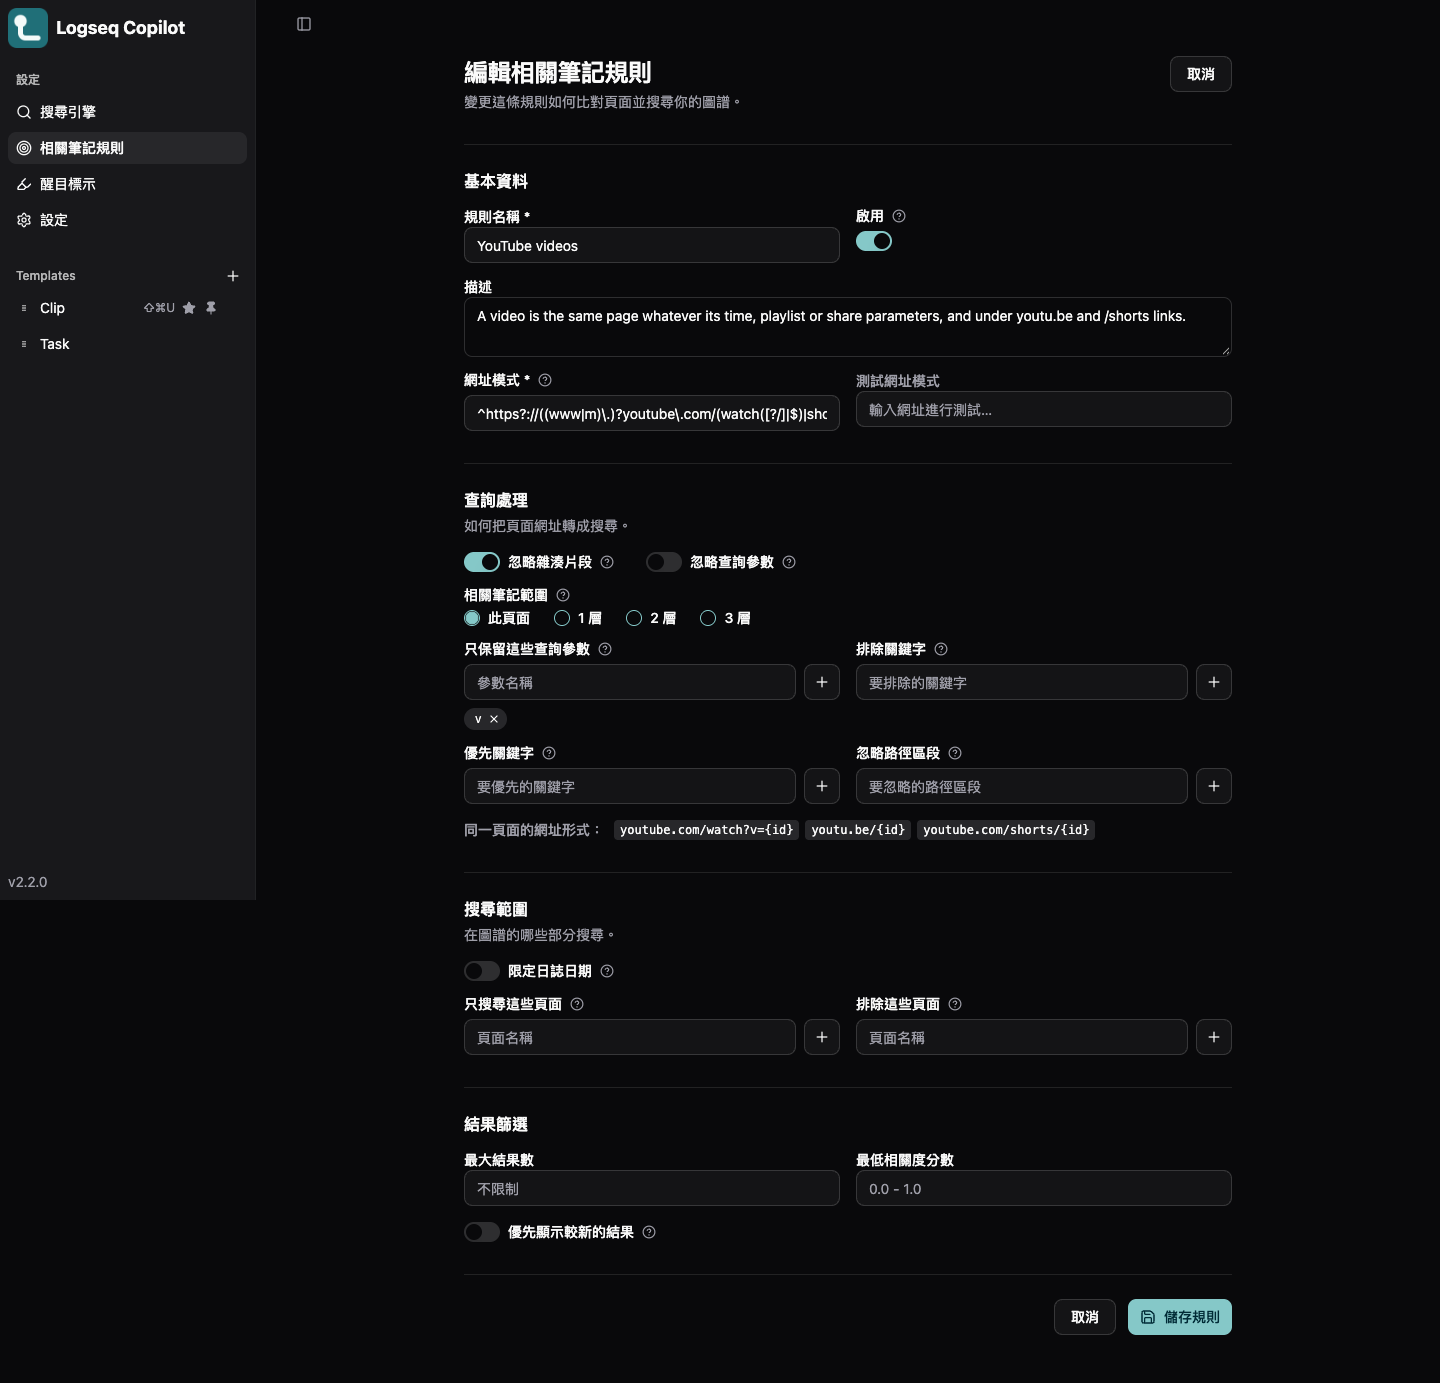 Logseq Copilot
設定
搜尋引擎
相關筆記規則
醒目標示
設定
Templates
Clip ⇧⌘U
Task
v2.2.0
編輯相關筆記規則
取消
變更這條規則如何比對頁面並搜尋你的圖譜。
基本資料
規則名稱 *
啟用
YouTube videos
描述
A video is the same page whatever its time, playlist or share parameters, and under youtu.be and /shorts links.
網址模式 *
測試網址模式
^https?://((www|m)\.)?youtube\.com/(watch([?/]|$)|sho
輸入網址進行測試...
查詢處理
如何把頁面網址轉成搜尋。
忽略雜湊片段
忽略查詢參數
相關筆記範圍
此頁面 1 層 2 層 3 層
只保留這些查詢參數
排除關鍵字
參數名稱
要排除的關鍵字
v
優先關鍵字
忽略路徑區段
要優先的關鍵字
要忽略的路徑區段
同一頁面的網址形式： youtube.com/watch?v={id} youtu.be/{id} youtube.com/shorts/{id}
搜尋範圍
在圖譜的哪些部分搜尋。
限定日誌日期
只搜尋這些頁面
排除這些頁面
頁面名稱
頁面名稱
結果篩選
最大結果數
最低相關度分數
不限制
0.0 - 1.0
優先顯示較新的結果
取消
儲存規則